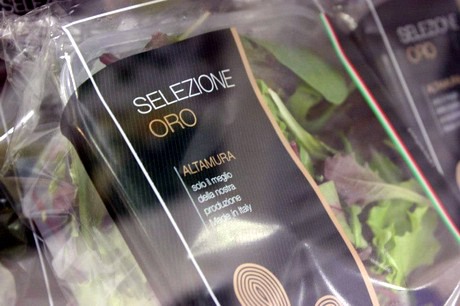 SELEZIONE
ORO
ALTAMURA
solo il meglio
della nostra
produzione
Made in Italy
SELEZIONE
ORO